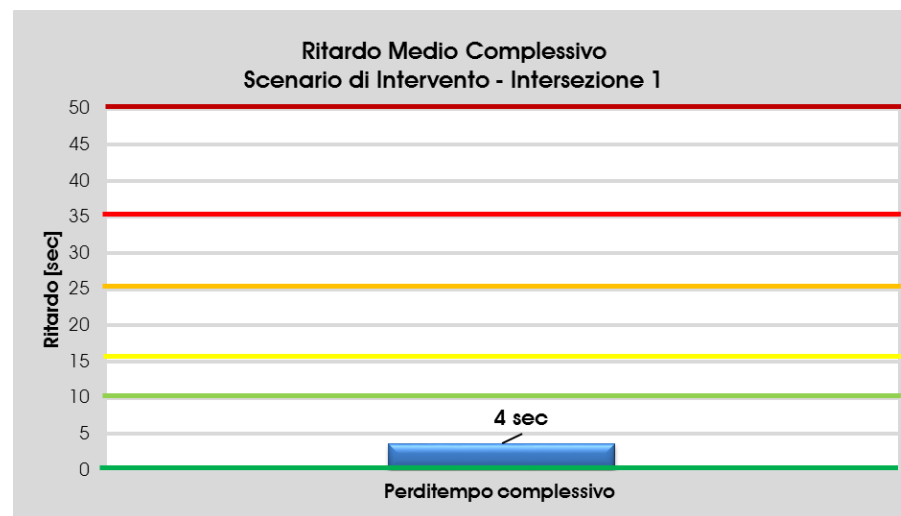 Ritardo Medio Complessivo
Scenario di Intervento - Intersezione 1
50
45
40
35
30
25
20
15
10
5
0
Ritardo [sec]
4 sec
Perditempo complessivo